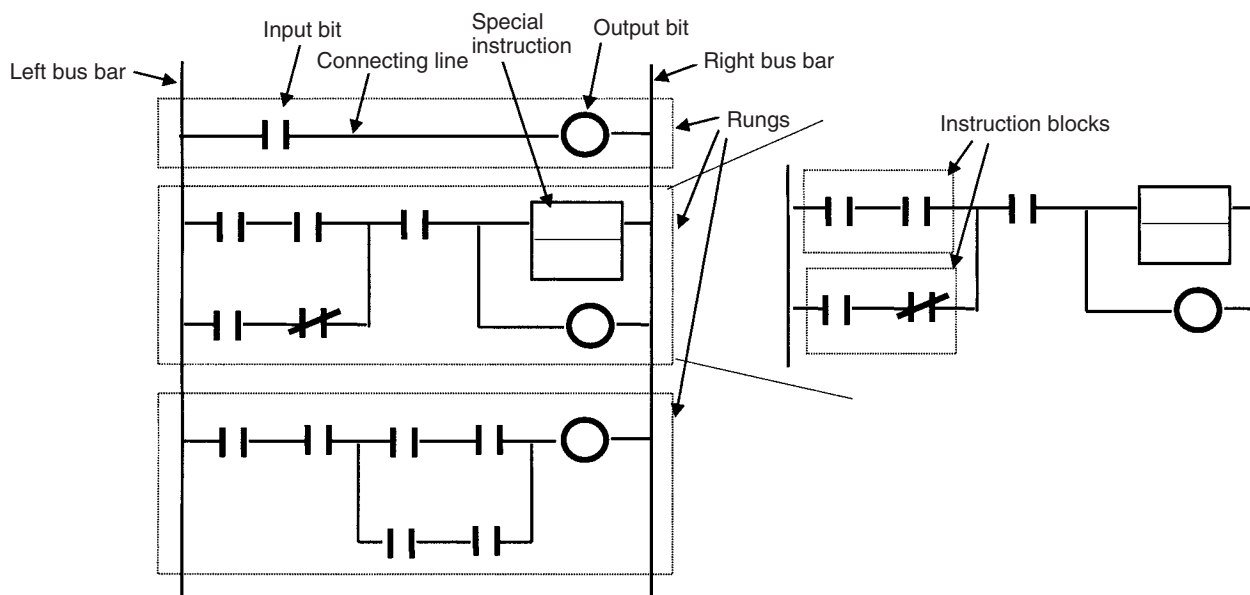 Input bit
Special
instruction
Output bit
Left bus bar
Connecting line
Right bus bar
Rungs
Instruction blocks